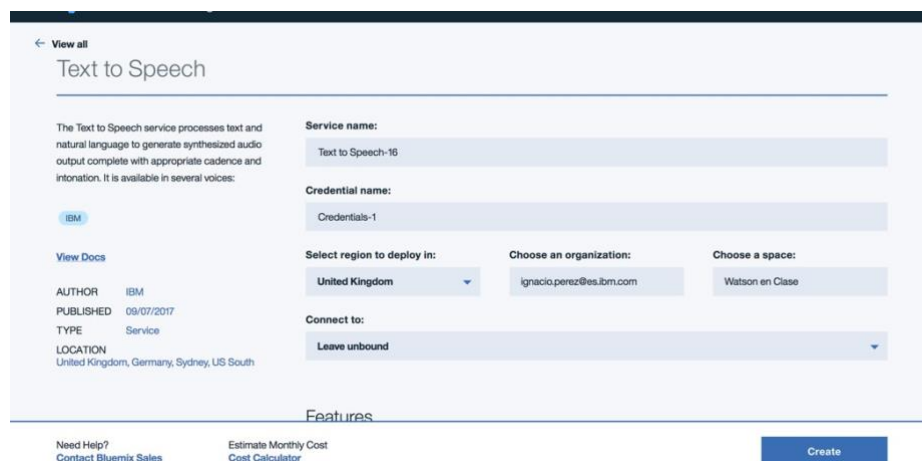 View all
Text to Speech
The Text to Speech service processes text and
natural language to generate synthesized audio
output complete with appropriate cadence and
intonation. It is available in several voices:
IBM
View Docs
AUTHOR IBM
PUBLISHED 09/07/2017
TYPE Service
LOCATION
United Kingdom, Germany, Sydney, US South
Service name:
Text to Speech-16
Credential name:
Credentials-1
Select region to deploy in: Choose an organization: Choose a space:
United Kingdom ignacio.perez@es.ibm.com Watson en Clase
Connect to:
Leave unbound
Features
Need Help? Estimate Monthly Cost
Contact Bluemix Sales Cost Calculator
Create